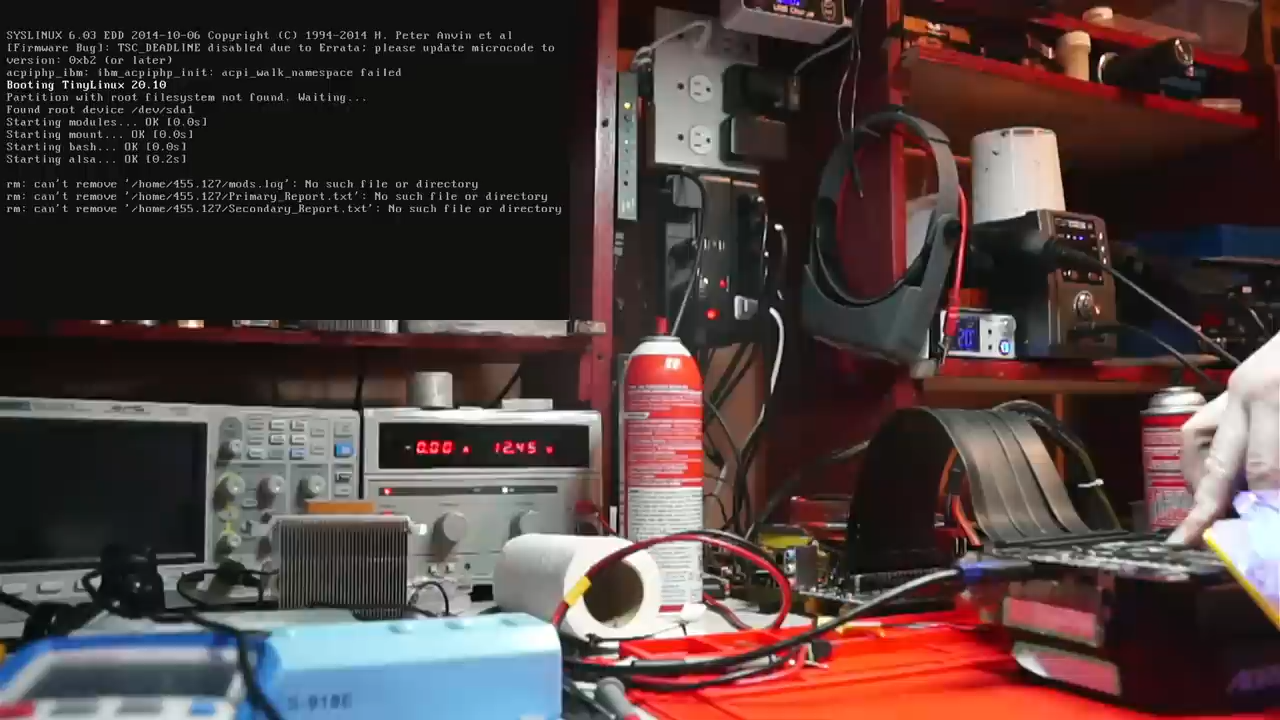 SYSLINUX 6.03 EDD 2014-10-06 Copyright (C) 1994-2014 H. Peter Anvin et al
[Firmware Bug]: TSC_DEADLINE disabled due to Errata; please update microcode to
version: 0xb2 (or later)
acpiphp_ibm: ibm_acpiphp_init: acpi_walk_namespace failed
Booting TinyLinux 20.10
Partition with root filesystem not found. Waiting...
Found root device /dev/sda1
Starting modules... OK [0.0s]
Starting mount... OK [0.0s]
Starting bash... OK [0.0s]
Starting alsa... OK [0.2s]
rm: can't remove '/home/455.127/mods.log': No such file or directory
rm: can't remove '/home/455.127/Primary_Report.txt': No such file or directory
rm: can't remove '/home/455.127/Secondary_Report.txt': No such file or directory
-0.00 A 12.45 V